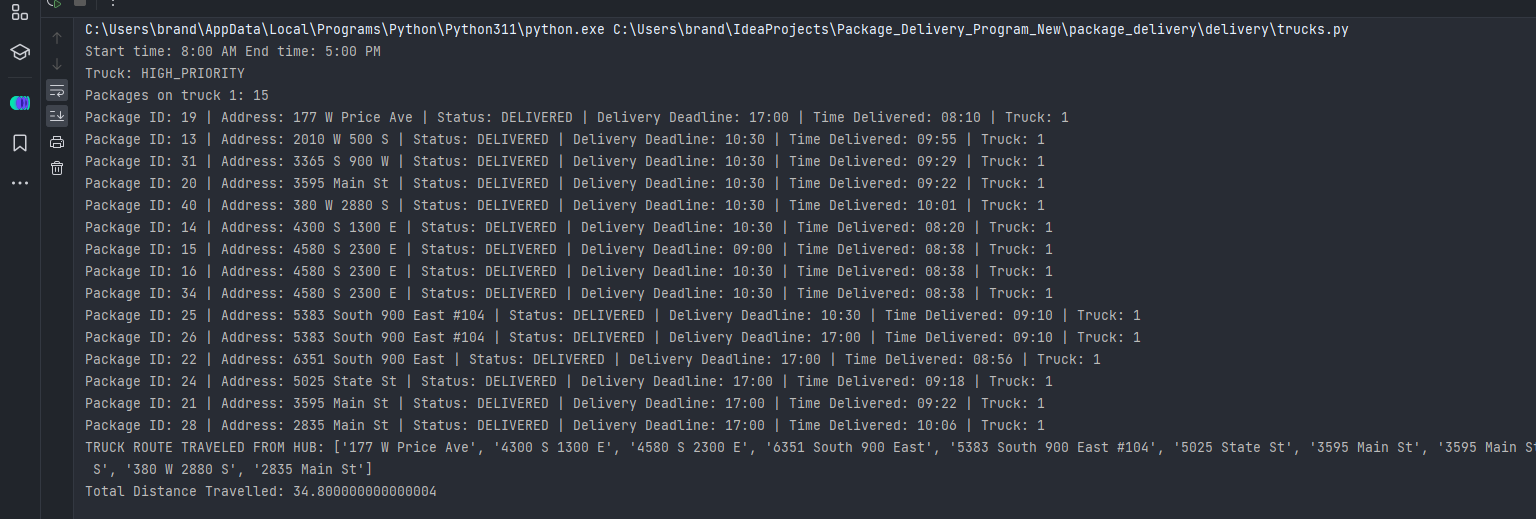 C:\Users\brand\AppData\Local\Programs\Python\Python311\python.exe C:\Users\brand\IdeaProjects\Package_Delivery_Program_New\package_delivery\delivery\trucks.py
Start time: 8:00 AM End time: 5:00 PM
Truck: HIGH_PRIORITY
Packages on truck 1: 15
Package ID: 19 | Address: 177 W Price Ave | Status: DELIVERED | Delivery Deadline: 17:00 | Time Delivered: 08:10 | Truck: 1
Package ID: 13 | Address: 2010 W 500 S | Status: DELIVERED | Delivery Deadline: 10:30 | Time Delivered: 09:55 | Truck: 1
Package ID: 31 | Address: 3365 S 900 W | Status: DELIVERED | Delivery Deadline: 10:30 | Time Delivered: 09:29 | Truck: 1
Package ID: 20 | Address: 3595 Main St | Status: DELIVERED | Delivery Deadline: 10:30 | Time Delivered: 09:22 | Truck: 1
Package ID: 40 | Address: 380 W 2880 S | Status: DELIVERED | Delivery Deadline: 10:30 | Time Delivered: 10:01 | Truck: 1
Package ID: 14 | Address: 4300 S 1300 E | Status: DELIVERED | Delivery Deadline: 10:30 | Time Delivered: 08:20 | Truck: 1
Package ID: 15 | Address: 4580 S 2300 E | Status: DELIVERED | Delivery Deadline: 09:00 | Time Delivered: 08:38 | Truck: 1
Package ID: 16 | Address: 4580 S 2300 E | Status: DELIVERED | Delivery Deadline: 10:30 | Time Delivered: 08:38 | Truck: 1
Package ID: 34 | Address: 4580 S 2300 E | Status: DELIVERED | Delivery Deadline: 10:30 | Time Delivered: 08:38 | Truck: 1
Package ID: 25 | Address: 5383 South 900 East #104 | Status: DELIVERED | Delivery Deadline: 10:30 | Time Delivered: 09:10 | Truck: 1
Package ID: 26 | Address: 5383 South 900 East #104 | Status: DELIVERED | Delivery Deadline: 17:00 | Time Delivered: 09:10 | Truck: 1
Package ID: 22 | Address: 6351 South 900 East | Status: DELIVERED | Delivery Deadline: 17:00 | Time Delivered: 08:56 | Truck: 1
Package ID: 24 | Address: 5025 State St | Status: DELIVERED | Delivery Deadline: 17:00 | Time Delivered: 09:18 | Truck: 1
Package ID: 21 | Address: 3595 Main St | Status: DELIVERED | Delivery Deadline: 17:00 | Time Delivered: 09:22 | Truck: 1
Package ID: 28 | Address: 2835 Main St | Status: DELIVERED | Delivery Deadline: 17:00 | Time Delivered: 10:06 | Truck: 1
TRUCK ROUTE TRAVELED FROM HUB: ['177 W Price Ave', '4300 S 1300 E', '4580 S 2300 E', '6351 South 900 East', '5383 South 900 East #104', '5025 State St', '3595 Main St', '3595 Main St
S', '380 W 2880 S', '2835 Main St']
Total Distance Travelled: 34.800000000000004